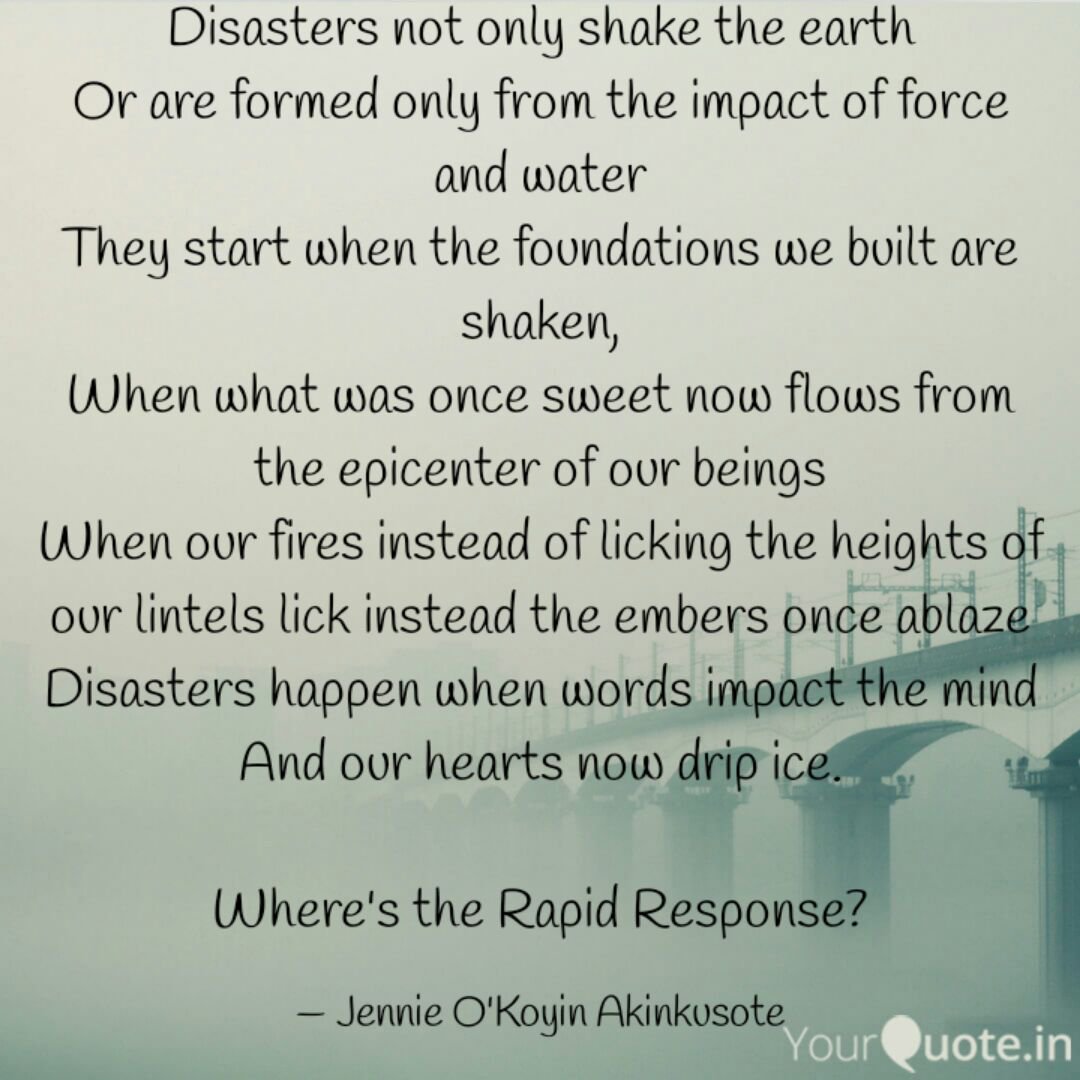 Disasters not only shake the earth
Or are formed only from the impact of force
and water
They start when the foundations we built are
shaken,
When what was once sweet now flows from
the epicenter of our beings
When our fires instead of licking the heights of
our lintels lick instead the embers once ablaze
Disasters happen when words impact the mind
And our hearts now drip ice.
Where's the Rapid Response?
– Jennie O'Koyin Akinkusote
YourQuote.in